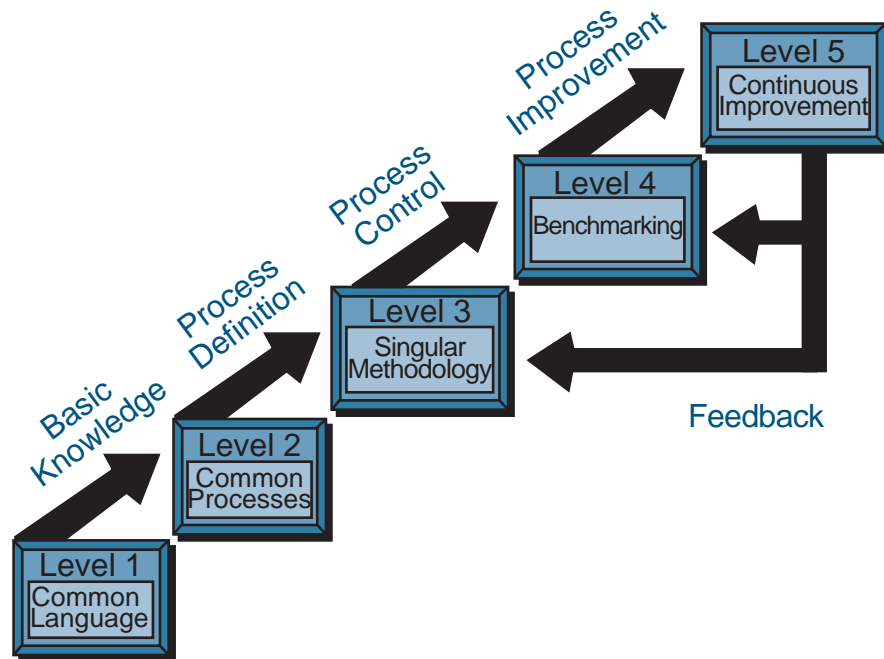 Level 5
Continuous
Improvement
Process
Improvement
Level 4
Benchmarking
Process
Control
Level 3
Singular
Methodology
Process
Definition
Feedback
Level 2
Common
Processes
Basic
Knowledge
Level 1
Common
Language